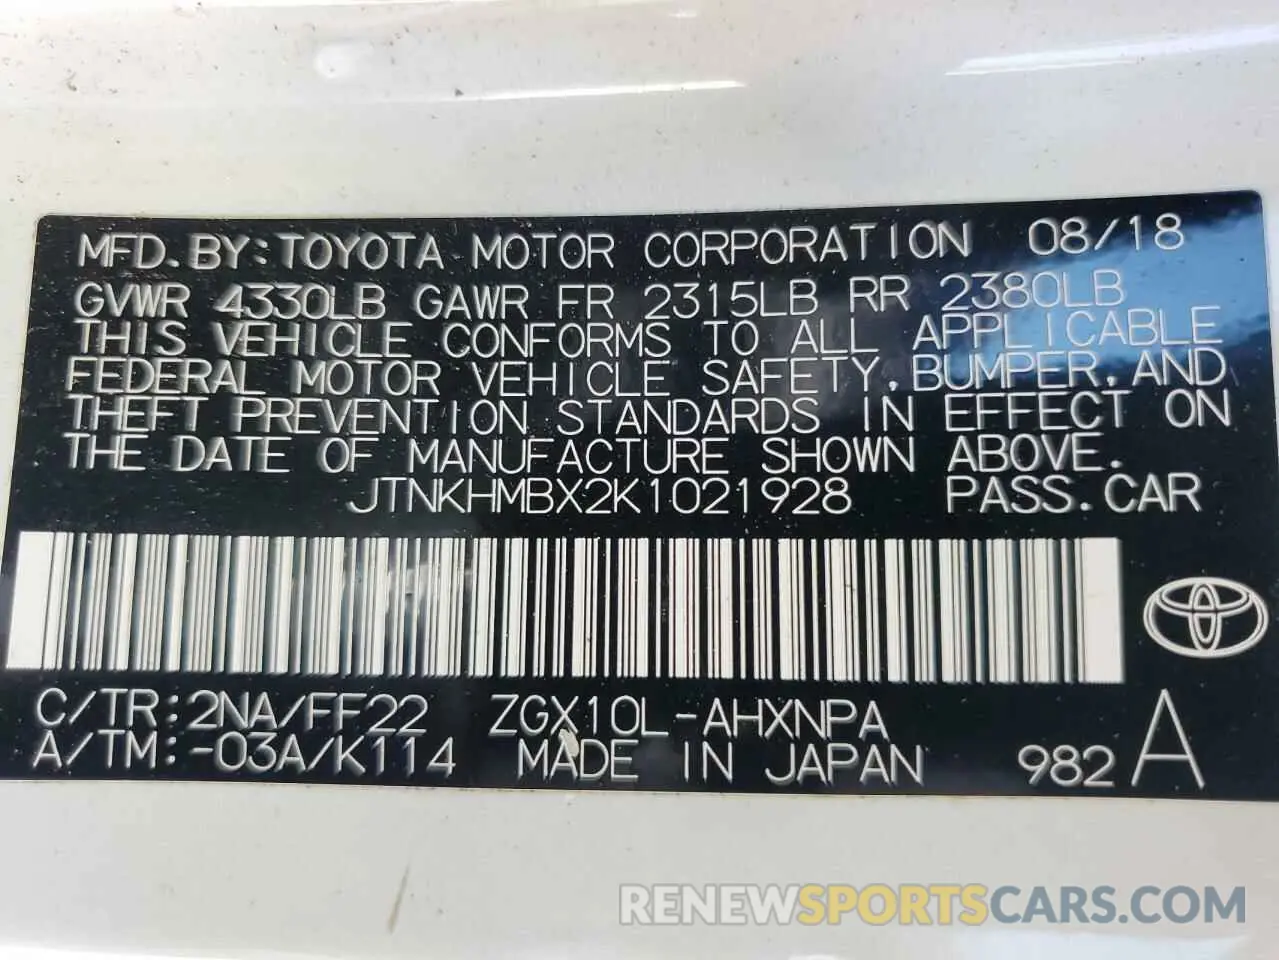 MFD. BY: TOYOTA MOTOR CORPORATION 08/18
GVWR 4330LB GAWR FR 2315LB RR 2380LB
THIS VEHICLE CONFORMS TO ALL APPLICABLE
FEDERAL MOTOR VEHICLE SAFETY, BUMPER, AND
THEFT PREVENTION STANDARDS IN EFFECT ON
THE DATE OF MANUFACTURE SHOWN ABOVE.
JTNKHMBX2K1021928 PASS. CAR
C/TR: 2NA/FF22 ZGX10L-AHXNPA
A/TM: -03A/K114 MADE IN JAPAN 982 A
RENEWSPORTSCARS.COM